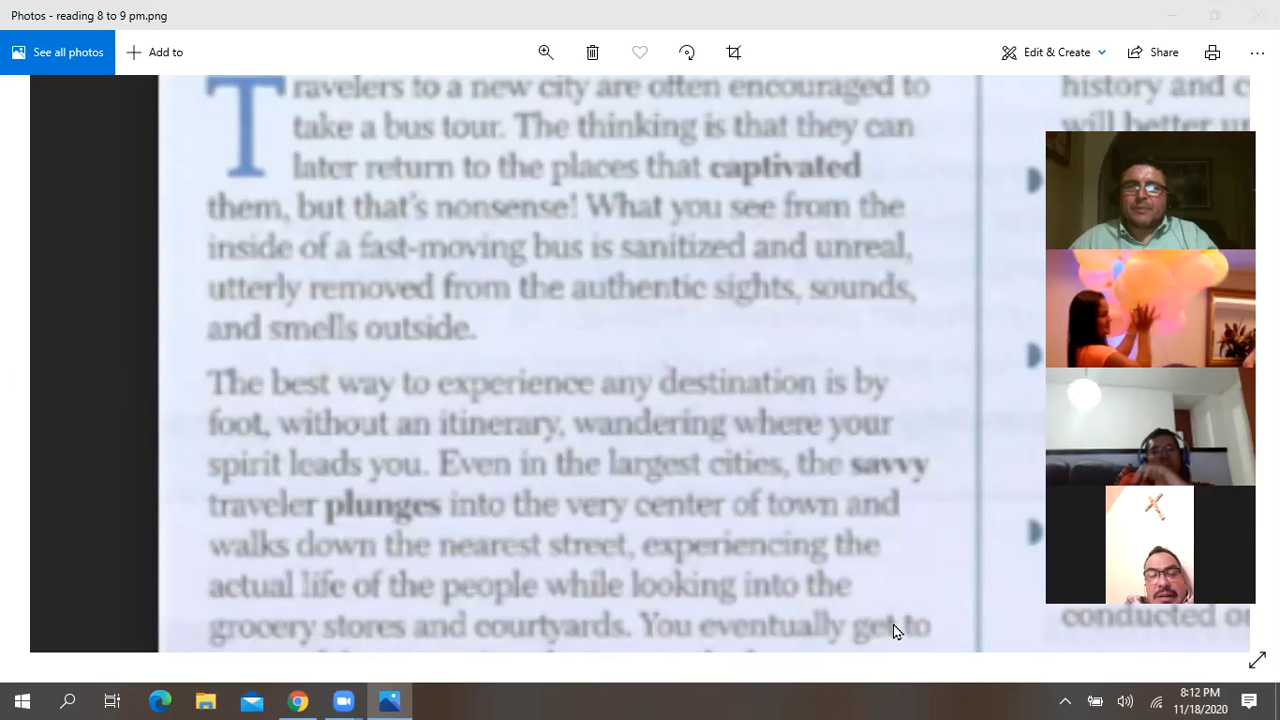 Photos - reading 8 to 9 pm.png
See all photos
Add to
Edit & Create
Share
Travelers to a new city are often encouraged to
take a bus tour. The thinking is that they can
later return to the places that captivated
them, but that's nonsense! What you see from the
inside of a fast-moving bus is sanitized and unreal,
utterly removed from the authentic sights, sounds,
and smells outside.
The best way to experience any destination is by
foot, without an itinerary, wandering where your
spirit leads you. Even in the largest cities, the savvy
traveler plunges into the very center of town and
walks down the nearest street, experiencing the
actual life of the people while looking into the
grocery stores and courtyards. You eventually get to
history and
will better
conducted
8:12 PM
11/18/2020